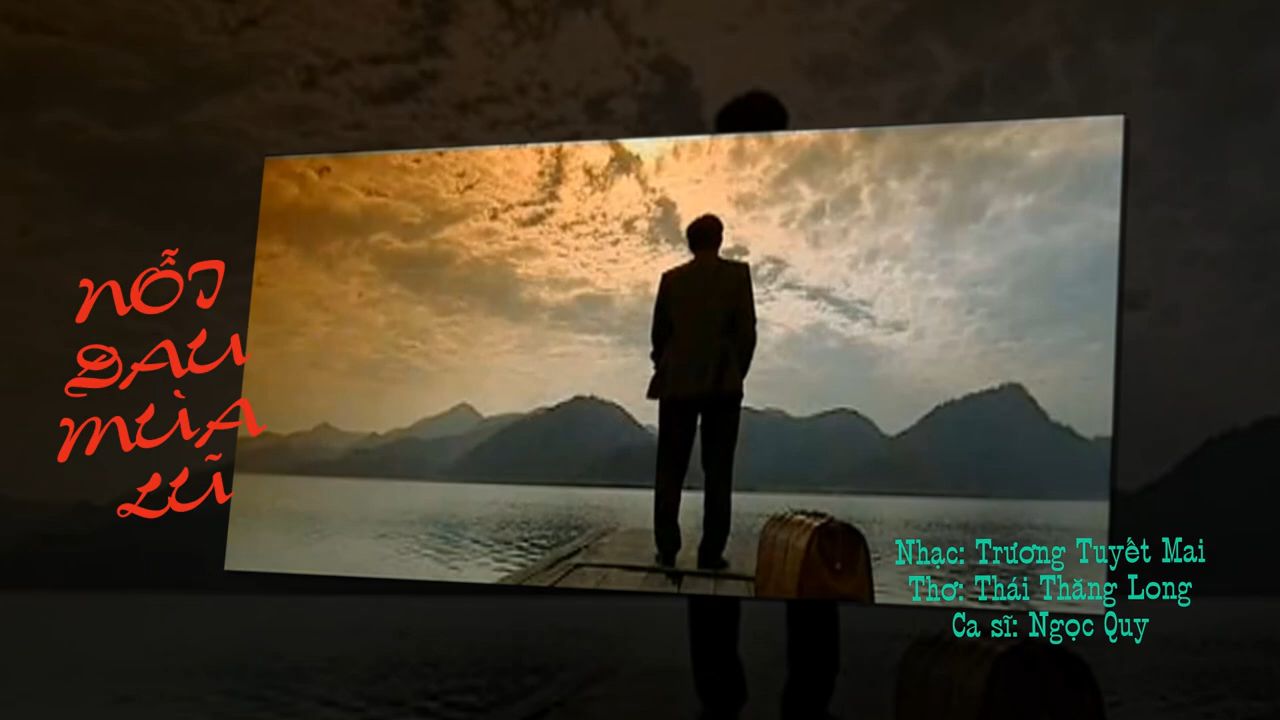 NỖI
ĐAU
MÙA
LŨ
Nhạc: Trương Tuyết Mai
Thơ: Thái Thăng Long
Ca sĩ: Ngọc Quy